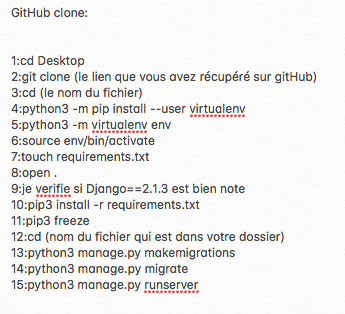 GitHub clone:
1:cd Desktop
2:git clone (le lien que vous avez récupéré sur gitHub)
3:cd (le nom du fichier)
4:python3 -m pip install --user virtualenv
5:python3 -m virtualenv env
6:source env/bin/activate
7:touch requirements.txt
8:open .
9:je verifie si Django==2.1.3 est bien note
10:pip3 install -r requirements.txt
11:pip3 freeze
12:cd (nom du fichier qui est dans votre dossier)
13:python3 manage.py makemigrations
14:python3 manage.py migrate
15:python3 manage.py runserver